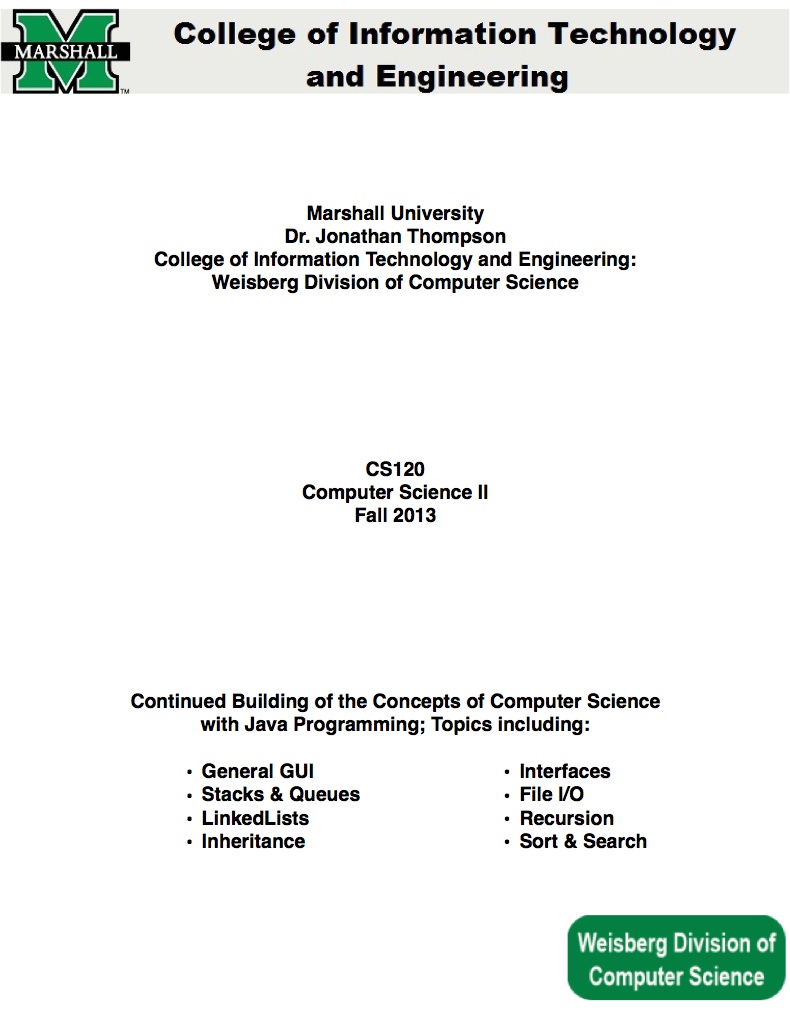 MARSHALL
TM
College of Information Technology
and Engineering
Marshall University
Dr. Jonathan Thompson
College of Information Technology and Engineering:
Weisberg Division of Computer Science
CS120
Computer Science II
Fall 2013
Continued Building of the Concepts of Computer Science
with Java Programming; Topics including:
• General GUI
• Stacks & Queues
• LinkedLists
• Inheritance
• Interfaces
• File I/O
• Recursion
• Sort & Search
Weisberg Division of
Computer Science